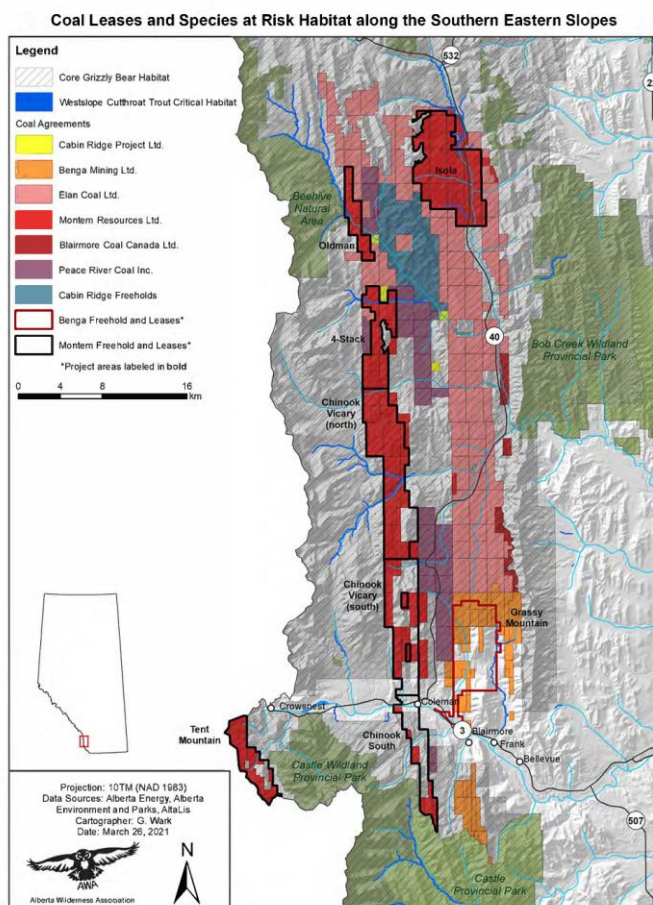 Coal Leases and Species at Risk Habitat along the Southern Eastern Slopes
Legend
Core Grizzly Bear Habitat
Westslope Cutthroat Trout Critical Habitat
Coal Agreements
Cabin Ridge Project Ltd.
Benga Mining Ltd.
Elan Coal Ltd.
Montem Resources Ltd.
Blairmore Coal Canada Ltd.
Peace River Coal Inc.
Cabin Ridge Freeholds
Benga Freehold and Leases*
Montem Freehold and Leases*
*Project areas labeled in bold
0 4 8 16
km
532
Isola
Beehive
Natural
Area
Oldman
4-Stack
40
Bob Creek Wildland
Provincial Park
Chinook
Vicary
(north)
Chinook
Vicary
(south)
Grassy
Mountain
Crowsnest
Coleman
Tent
Mountain
Chinook
South
3
Blairmore
Frank
Bellevue
Castle Wildland
Provincial Park
507
Castle
Provincial Park
Projection: 10TM (NAD 1983)
Data Sources: Alberta Energy, Alberta
Environment and Parks, AltaLis
Cartographer: G. Wark
Date: March 26, 2021
AWA
Alberta Wilderness Association
N